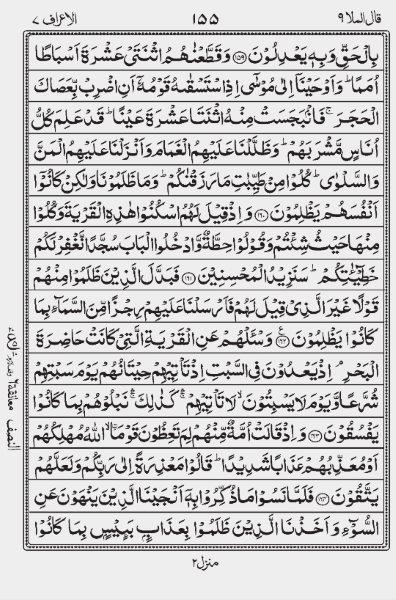 قال الملا ٩
١٥٥
الاعراف ٧
بِالْحَقِّ وَبِهٖ يَعْدِلُوْنَ ﴿١٥٩﴾ وَقَطَّعْنٰهُمُ اثْنَتَیْ عَشْرَةَ اَسْبَاطًا
اُمَمًا ؕ وَاَوْحَيْنَاۤ اِلٰى مُوْسٰٓى اِذِ اسْتَسْقٰىهُ قَوْمُهٗۤ اَنِ اضْرِبْ بِّعَصَاكَ
الْحَجَرَ ۚ فَانْۢبَجَسَتْ مِنْهُ اثْنَتَا عَشْرَةَ عَيْنًا ؕ قَدْ عَلِمَ كُلُّ
اُنَاسٍ مَّشْرَبَهُمْ ؕ وَظَلَّلْنَا عَلَيْهِمُ الْغَمَامَ وَاَنْزَلْنَا عَلَيْهِمُ الْمَنَّ
وَالسَّلْوٰى ؕ كُلُوْا مِنْ طَيِّبٰتِ مَا رَزَقْنٰكُمْ ؕ وَمَا ظَلَمُوْنَا وَلٰكِنْ كَانُوْۤا
اَنْفُسَهُمْ يَظْلِمُوْنَ ﴿١٦٠﴾ وَاِذْ قِيْلَ لَهُمُ اسْكُنُوْا هٰذِهِ الْقَرْيَةَ وَكُلُوْا
مِنْهَا حَيْثُ شِئْتُمْ وَقُوْلُوْا حِطَّةٌ وَّادْخُلُوا الْبَابَ سُجَّدًا نَّغْفِرْ لَكُمْ
خَطِيْٓـٰٔتِكُمْ ؕ سَنَزِيْدُ الْمُحْسِنِيْنَ ﴿١٦١﴾ فَبَدَّلَ الَّذِيْنَ ظَلَمُوْا مِنْهُمْ
قَوْلًا غَيْرَ الَّذِیْ قِيْلَ لَهُمْ فَاَرْسَلْنَا عَلَيْهِمْ رِجْزًا مِّنَ السَّمَآءِ بِمَا
كَانُوْا يَظْلِمُوْنَ ﴿١٦٢﴾ وَسْـَٔلْهُمْ عَنِ الْقَرْيَةِ الَّتِیْ كَانَتْ حَاضِرَةَ
الْبَحْرِ ۘ اِذْ يَعْدُوْنَ فِی السَّبْتِ اِذْ تَاْتِيْهِمْ حِيْتَانُهُمْ يَوْمَ سَبْتِهِمْ
شُرَّعًا وَّيَوْمَ لَا يَسْبِتُوْنَ ۙ لَا تَاْتِيْهِمْ ۛۚ كَذٰلِكَ ۛۚ نَبْلُوْهُمْ بِمَا كَانُوْا
يَفْسُقُوْنَ ﴿١٦٣﴾ وَاِذْ قَالَتْ اُمَّةٌ مِّنْهُمْ لِمَ تَعِظُوْنَ قَوْمَا ۙ ۟اللّٰهُ مُهْلِكُهُمْ
اَوْ مُعَذِّبُهُمْ عَذَابًا شَدِيْدًا ؕ قَالُوْا مَعْذِرَةً اِلٰى رَبِّكُمْ وَلَعَلَّهُمْ
يَتَّقُوْنَ ﴿١٦٤﴾ فَلَمَّا نَسُوْا مَا ذُكِّرُوْا بِهٖۤ اَنْجَيْنَا الَّذِيْنَ يَنْهَوْنَ عَنِ
السُّوْٓءِ وَاَخَذْنَا الَّذِيْنَ ظَلَمُوْا بِعَذَابٍۭ بَـِٔيْسٍۭ بِمَا كَانُوْا
منزل ٢
النصف
معانقة ٦